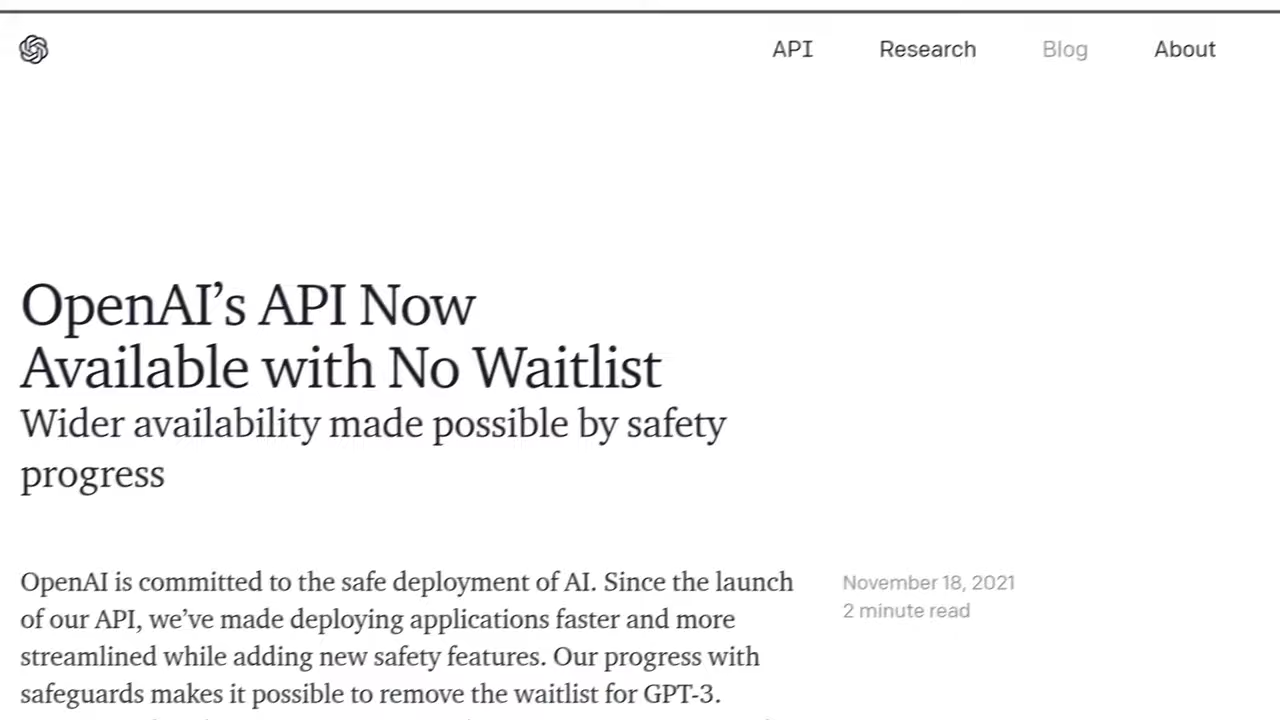 API Research Blog About
OpenAI’s API Now
Available with No Waitlist
Wider availability made possible by safety
progress
OpenAI is committed to the safe deployment of AI. Since the launch
of our API, we’ve made deploying applications faster and more
streamlined while adding new safety features. Our progress with
safeguards makes it possible to remove the waitlist for GPT-3.
November 18, 2021
2 minute read